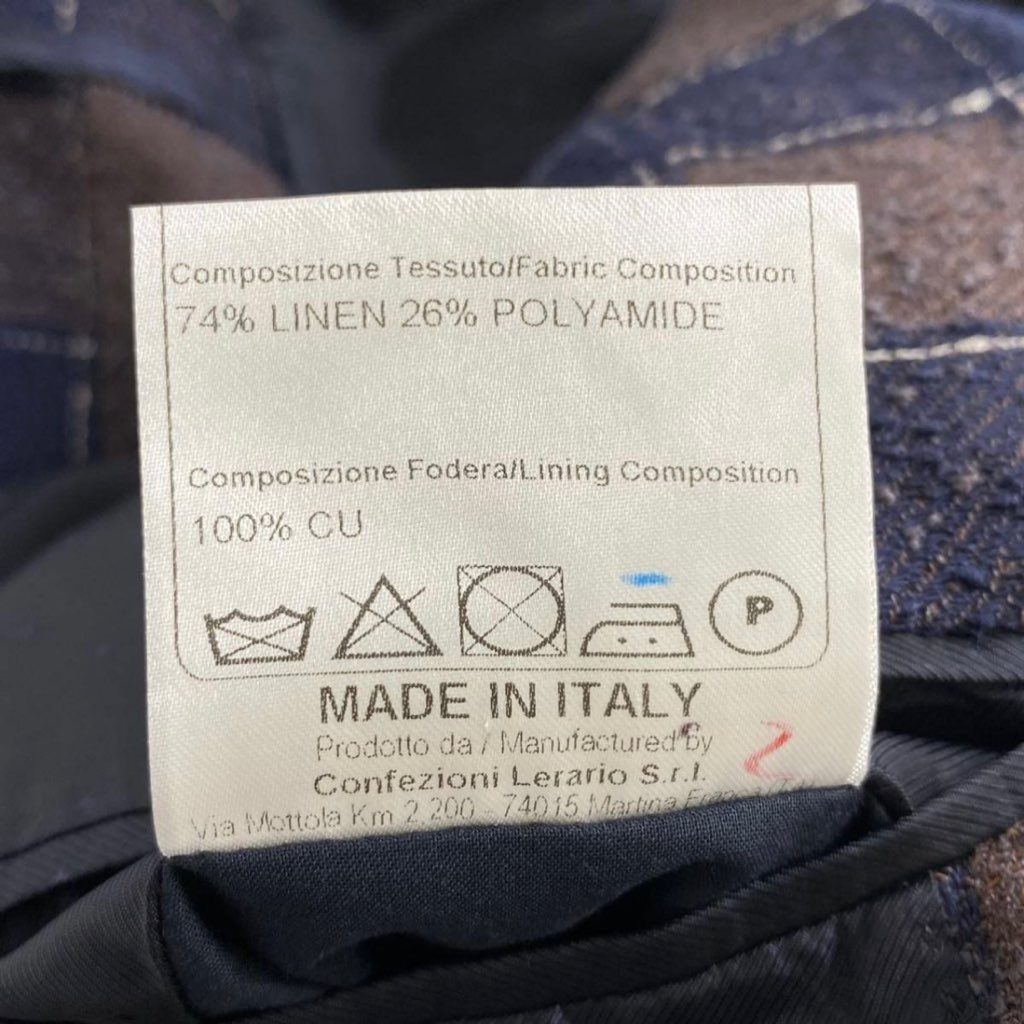 Composizione Tessuto/Fabric Composition
74% LINEN 26% POLYAMIDE
Composizione Fodera/Lining Composition
100% CU
P
MADE IN ITALY
Prodotto da / Manufactured by
Confezioni Lerario S.r.l.
2
Via Mottola Km 2,200 - 74015 Martina